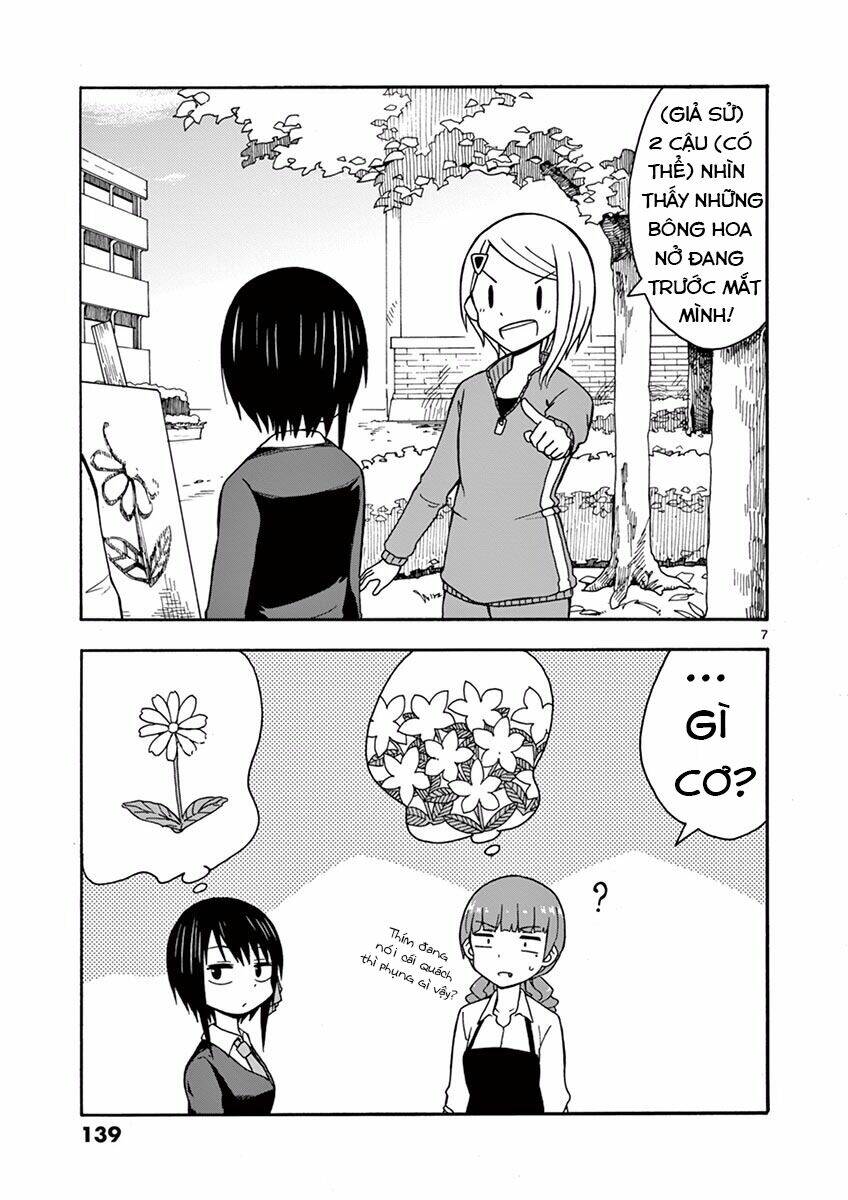 (GIẢ SỬ)
2 CẬU (CÓ
THỂ) NHÌN
THẤY NHỮNG
BÔNG HOA
NỞ ĐANG
TRƯỚC MẮT
MÌNH!
7
...
GÌ
CƠ?
?
Thím đang
nói cái quách
thì phụng gì vậy?
139